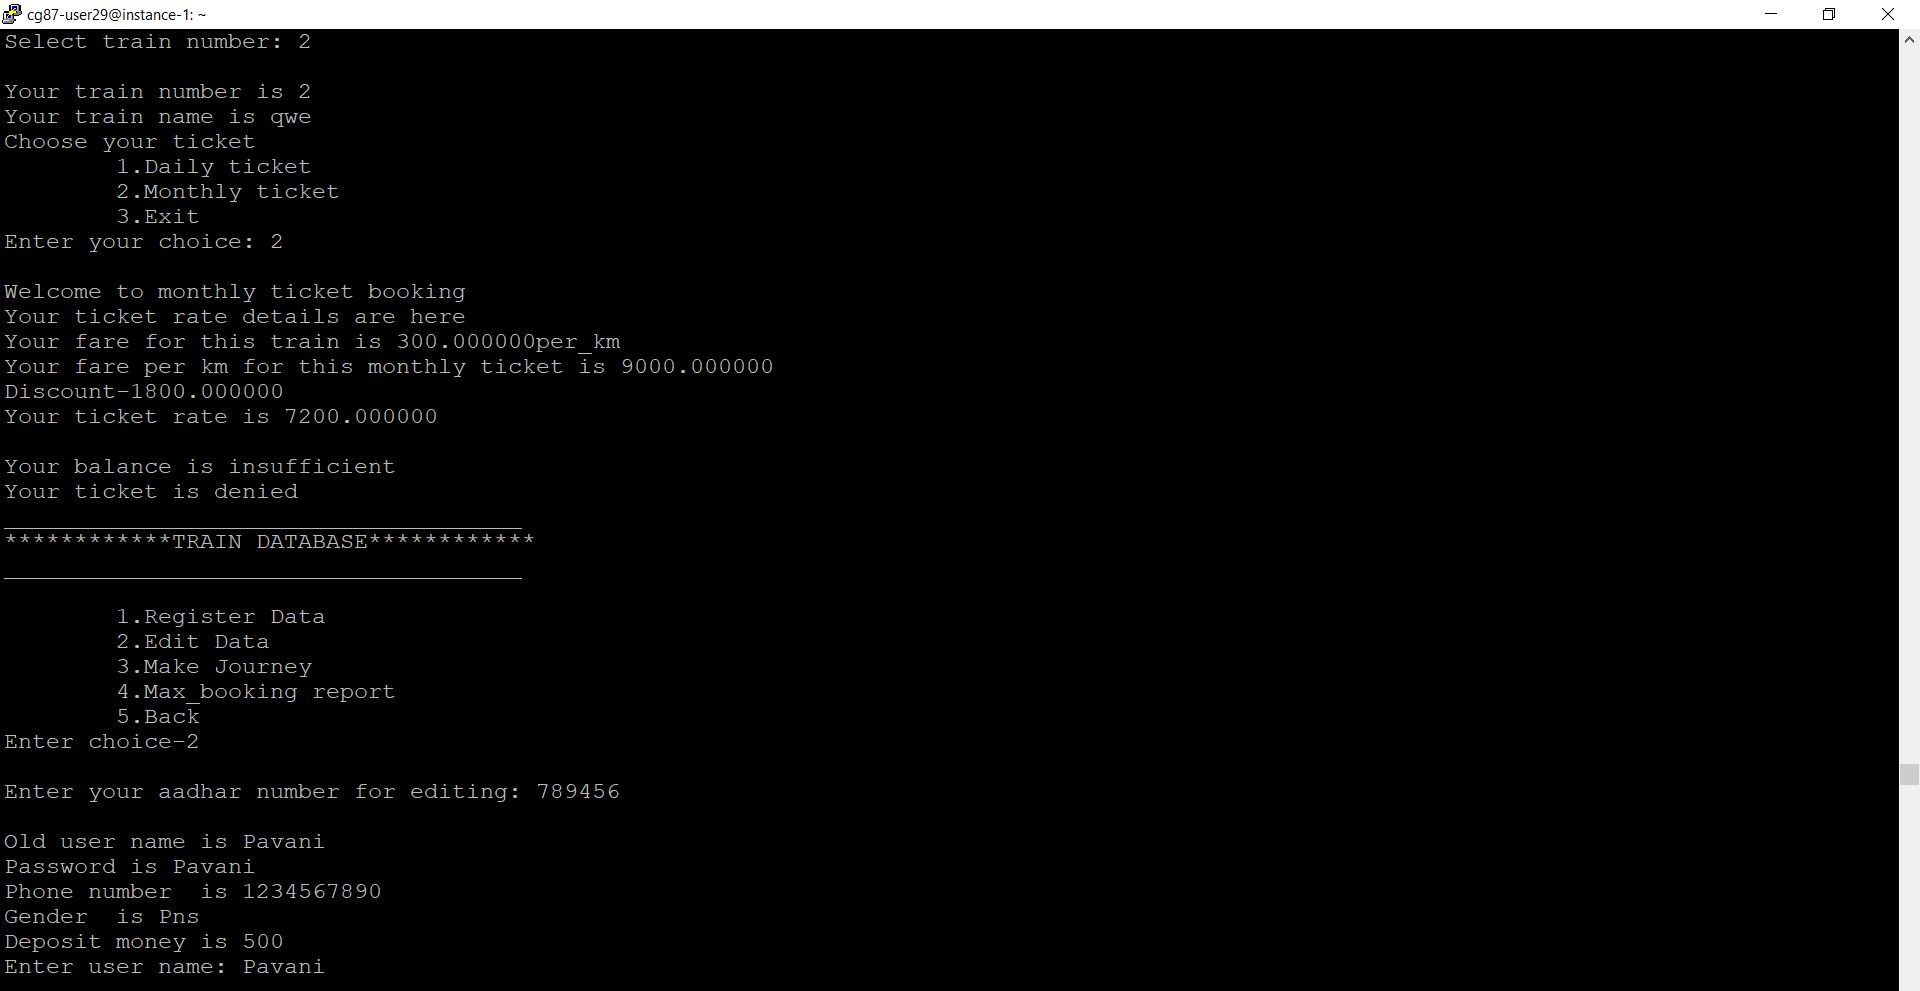 cg87-user29@instance-1: ~
Select train number: 2
Your train number is 2
Your train name is qwe
Choose your ticket
1.Daily ticket
2.Monthly ticket
3.Exit
Enter your choice: 2
Welcome to monthly ticket booking
Your ticket rate details are here
Your fare for this train is 300.000000per_km
Your fare per km for this monthly ticket is 9000.000000
Discount-1800.000000
Your ticket rate is 7200.000000
Your balance is insufficient
Your ticket is denied
_____________________________________
************TRAIN DATABASE************
_____________________________________
1.Register Data
2.Edit Data
3.Make Journey
4.Max_booking report
5.Back
Enter choice-2
Enter your aadhar number for editing: 789456
Old user name is Pavani
Password is Pavani
Phone number  is 1234567890
Gender  is Pns
Deposit money is 500
Enter user name: Pavani